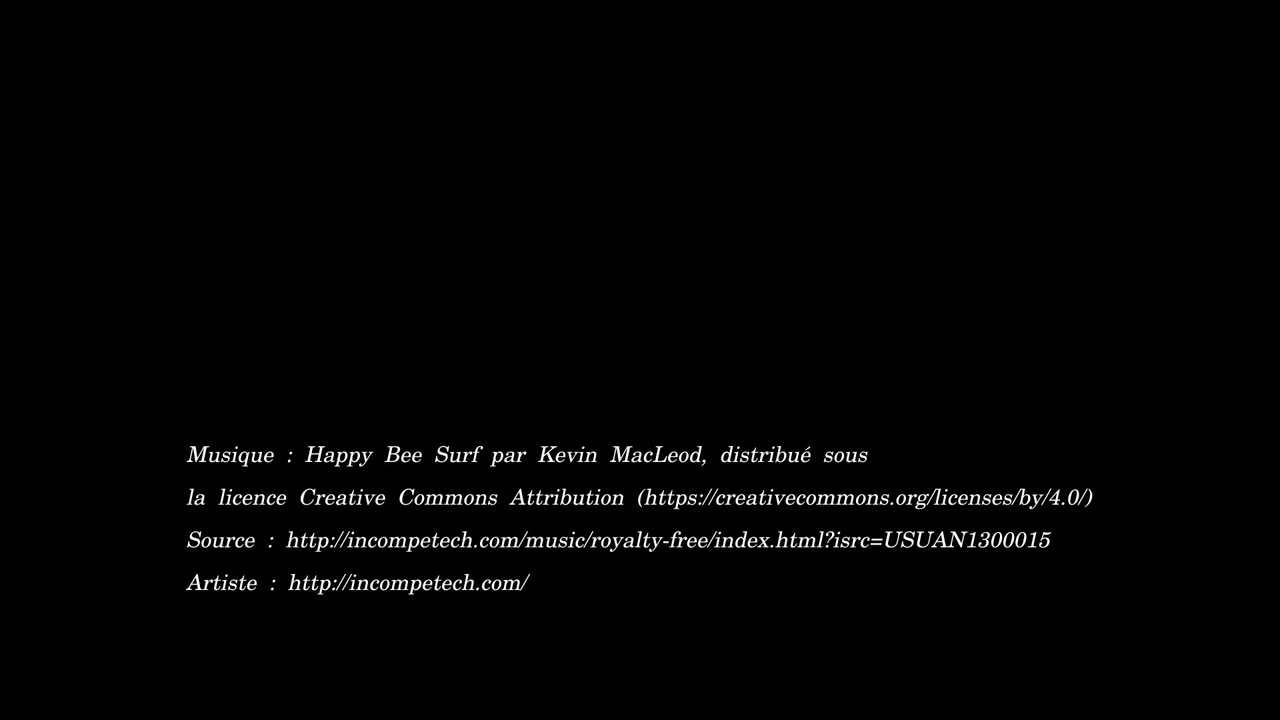 Musique : Happy Bee Surf par Kevin MacLeod, distribué sous
la licence Creative Commons Attribution (https://creativecommons.org/licenses/by/4.0/)
Source : http://incompetech.com/music/royalty-free/index.html?isrc=USUAN1300015
Artiste : http://incompetech.com/